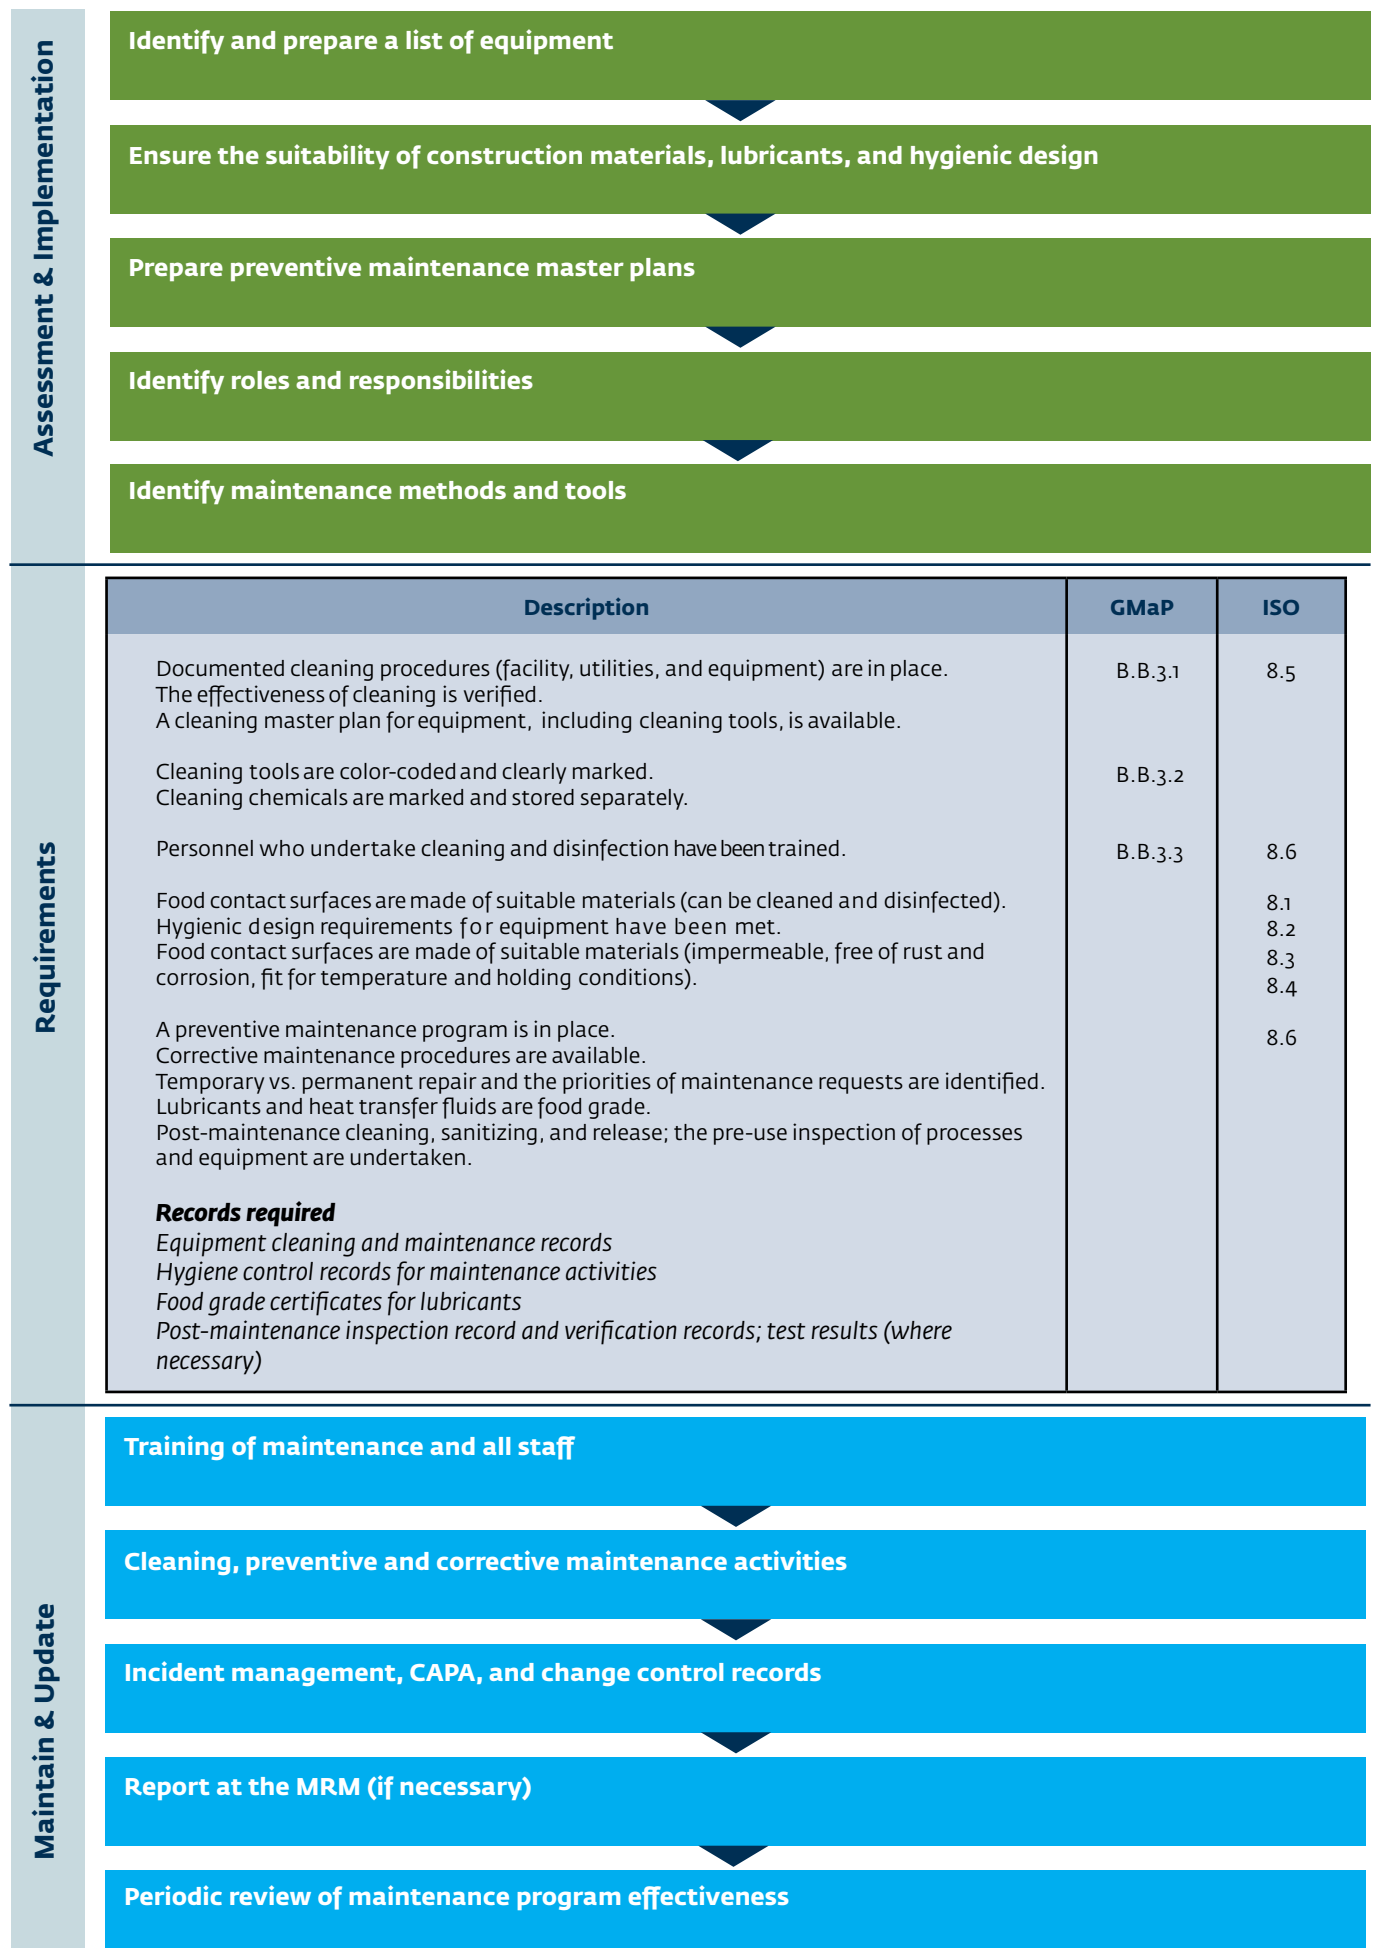 Assessment & Implementation
Identify and prepare a list of equipment
Ensure the suitability of construction materials, lubricants, and hygienic design
Prepare preventive maintenance master plans
Identify roles and responsibilities
Identify maintenance methods and tools
Requirements
Description GMaP ISO
Documented cleaning procedures (facility, utilities, and equipment) are in place. B.B.3.1 8.5
The effectiveness of cleaning is verified.
A cleaning master plan for equipment, including cleaning tools, is available.
Cleaning tools are color-coded and clearly marked. B.B.3.2
Cleaning chemicals are marked and stored separately.
Personnel who undertake cleaning and disinfection have been trained. B.B.3.3 8.6
Food contact surfaces are made of suitable materials (can be cleaned and disinfected). 8.1
Hygienic design requirements for equipment have been met. 8.2
Food contact surfaces are made of suitable materials (impermeable, free of rust and 8.3
corrosion, fit for temperature and holding conditions). 8.4
A preventive maintenance program is in place. 8.6
Corrective maintenance procedures are available.
Temporary vs. permanent repair and the priorities of maintenance requests are identified.
Lubricants and heat transfer fluids are food grade.
Post-maintenance cleaning, sanitizing, and release; the pre-use inspection of processes
and equipment are undertaken.
Records required
Equipment cleaning and maintenance records
Hygiene control records for maintenance activities
Food grade certificates for lubricants
Post-maintenance inspection record and verification records; test results (where
necessary)
Maintain & Update
Training of maintenance and all staff
Cleaning, preventive and corrective maintenance activities
Incident management, CAPA, and change control records
Report at the MRM (if necessary)
Periodic review of maintenance program effectiveness